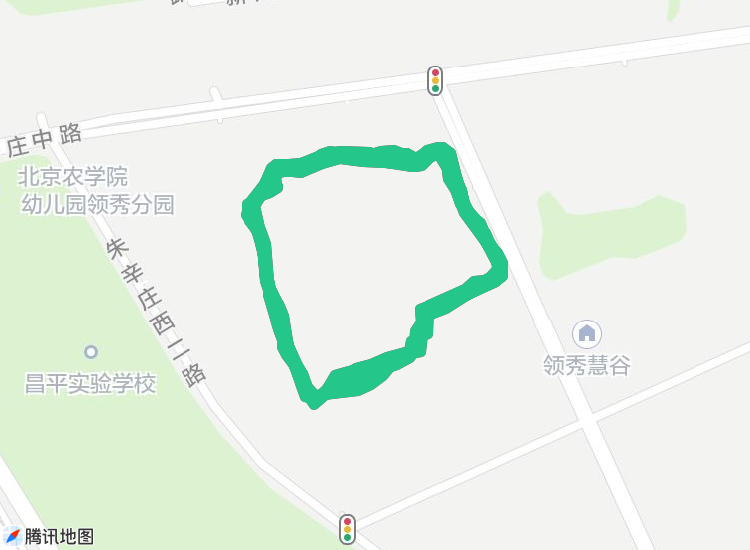 庄中路
北京农学院
幼儿园领秀分园
朱辛庄西二路
领秀慧谷
昌平实验学校
腾讯地图